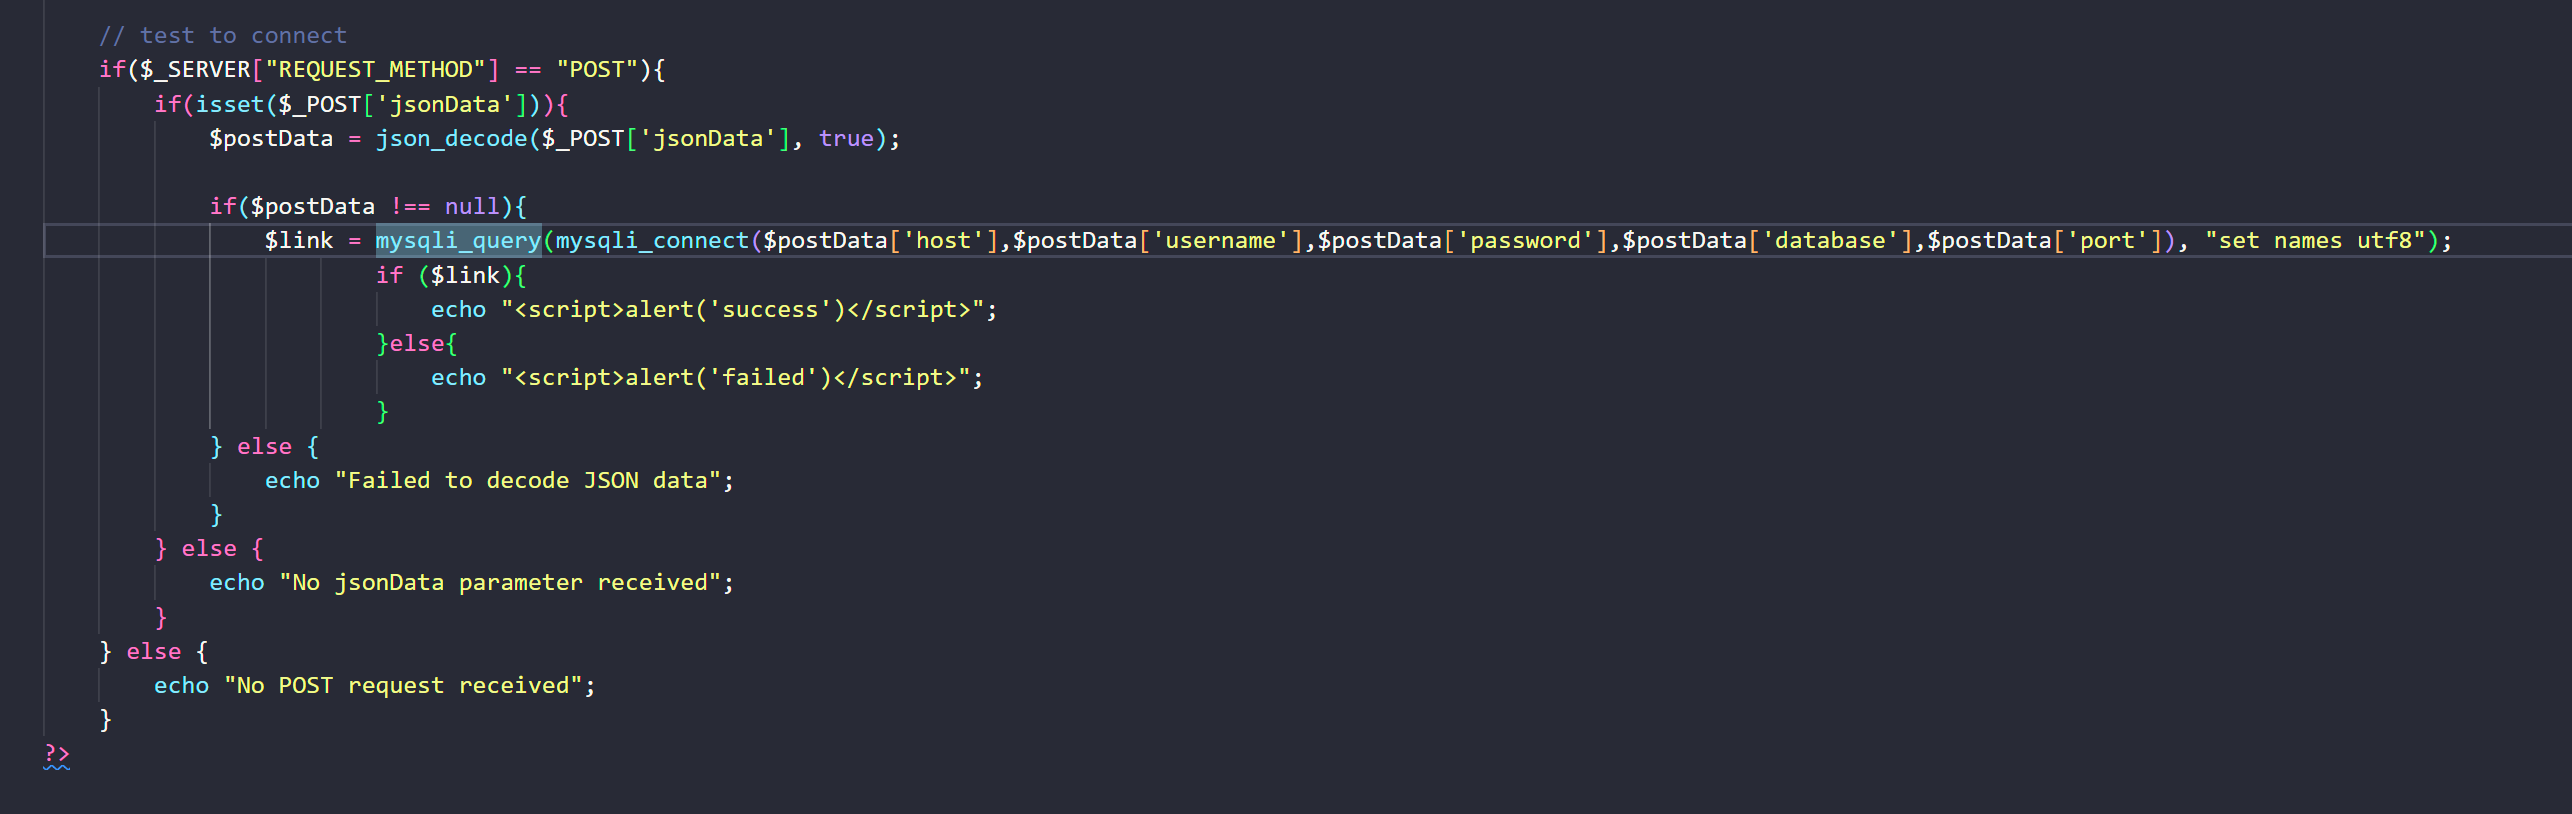 // test to connect
if($_SERVER["REQUEST_METHOD"] == "POST"){
if(isset($_POST['jsonData'])){
$postData = json_decode($_POST['jsonData'], true);
if($postData !== null){
$link = mysqli_query(mysqli_connect($postData['host'],$postData['username'],$postData['password'],$postData['database'],$postData['port']), "set names utf8");
if ($link){
echo "<script>alert('success')</script>";
}else{
echo "<script>alert('failed')</script>";
}
} else {
echo "Failed to decode JSON data";
}
} else {
echo "No jsonData parameter received";
}
} else {
echo "No POST request received";
}
?>